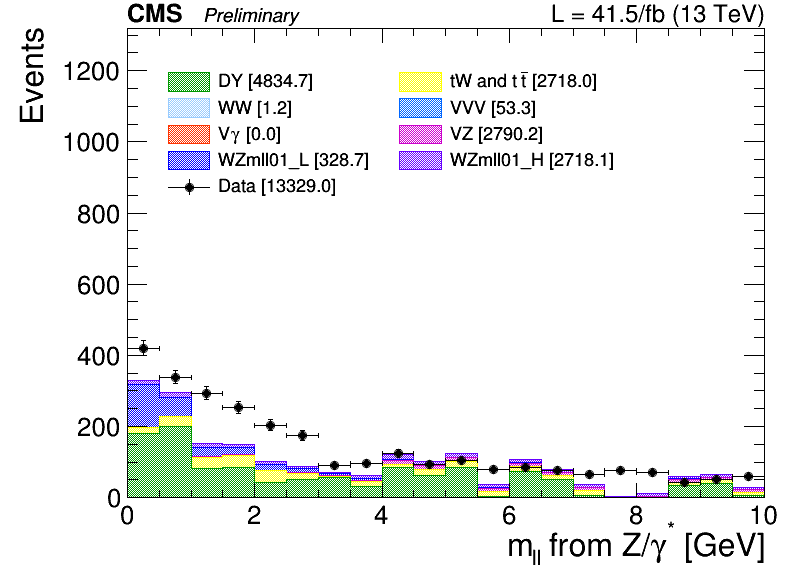 CMS Preliminary L = 41.5/fb (13 TeV)
Events
1200
1000
800
600
400
200
0
DY [4834.7]
tW and tt̅ [2718.0]
WW [1.2]
VVV [53.3]
Vγ [0.0]
VZ [2790.2]
WZmll01_L [328.7]
WZmll01_H [2718.1]
Data [13329.0]
0 2 4 6 8 10
m_ll from Z/γ* [GeV]